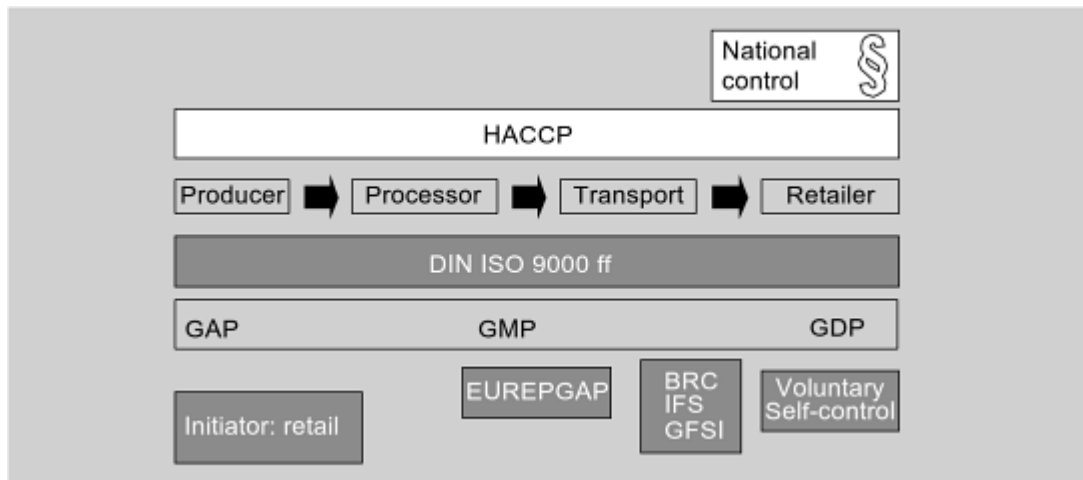 National
control §
HACCP
Producer Processor Transport Retailer
DIN ISO 9000 ff
GAP GMP GDP
EUREPGAP
BRC
IFS
GFSI
Voluntary
Self-control
Initiator: retail